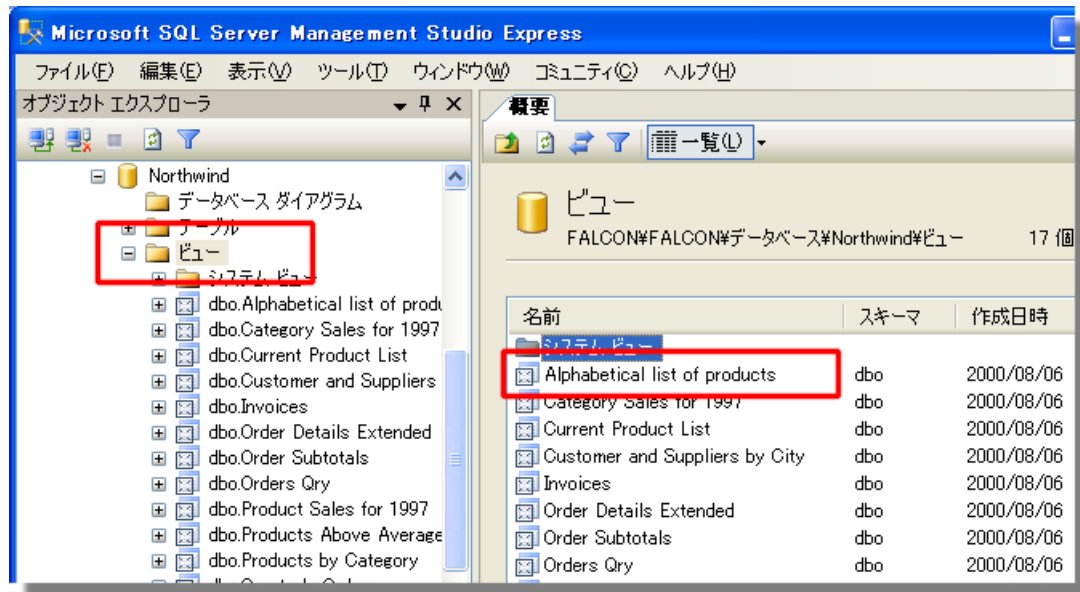 Microsoft SQL Server Management Studio Express
ファイル(F) 編集(E) 表示(V) ツール(T) ウィンドウ(W) コミュニティ(C) ヘルプ(H)
オブジェクト エクスプローラ
Northwind
データベース ダイアグラム
テーブル
ビュー
システム ビュー
dbo.Alphabetical list of produ
dbo.Category Sales for 1997
dbo.Current Product List
dbo.Customer and Suppliers
dbo.Invoices
dbo.Order Details Extended
dbo.Order Subtotals
dbo.Orders Qry
dbo.Product Sales for 1997
dbo.Products Above Average
dbo.Products by Category
概要
一覧(L)
ビュー
FALCON¥FALCON¥データベース¥Northwind¥ビュー 17 個
名前 スキーマ 作成日時
システム ビュー
Alphabetical list of products dbo 2000/08/06
Category Sales for 1997 dbo 2000/08/06
Current Product List dbo 2000/08/06
Customer and Suppliers by City dbo 2000/08/06
Invoices dbo 2000/08/06
Order Details Extended dbo 2000/08/06
Order Subtotals dbo 2000/08/06
Orders Qry dbo 2000/08/06